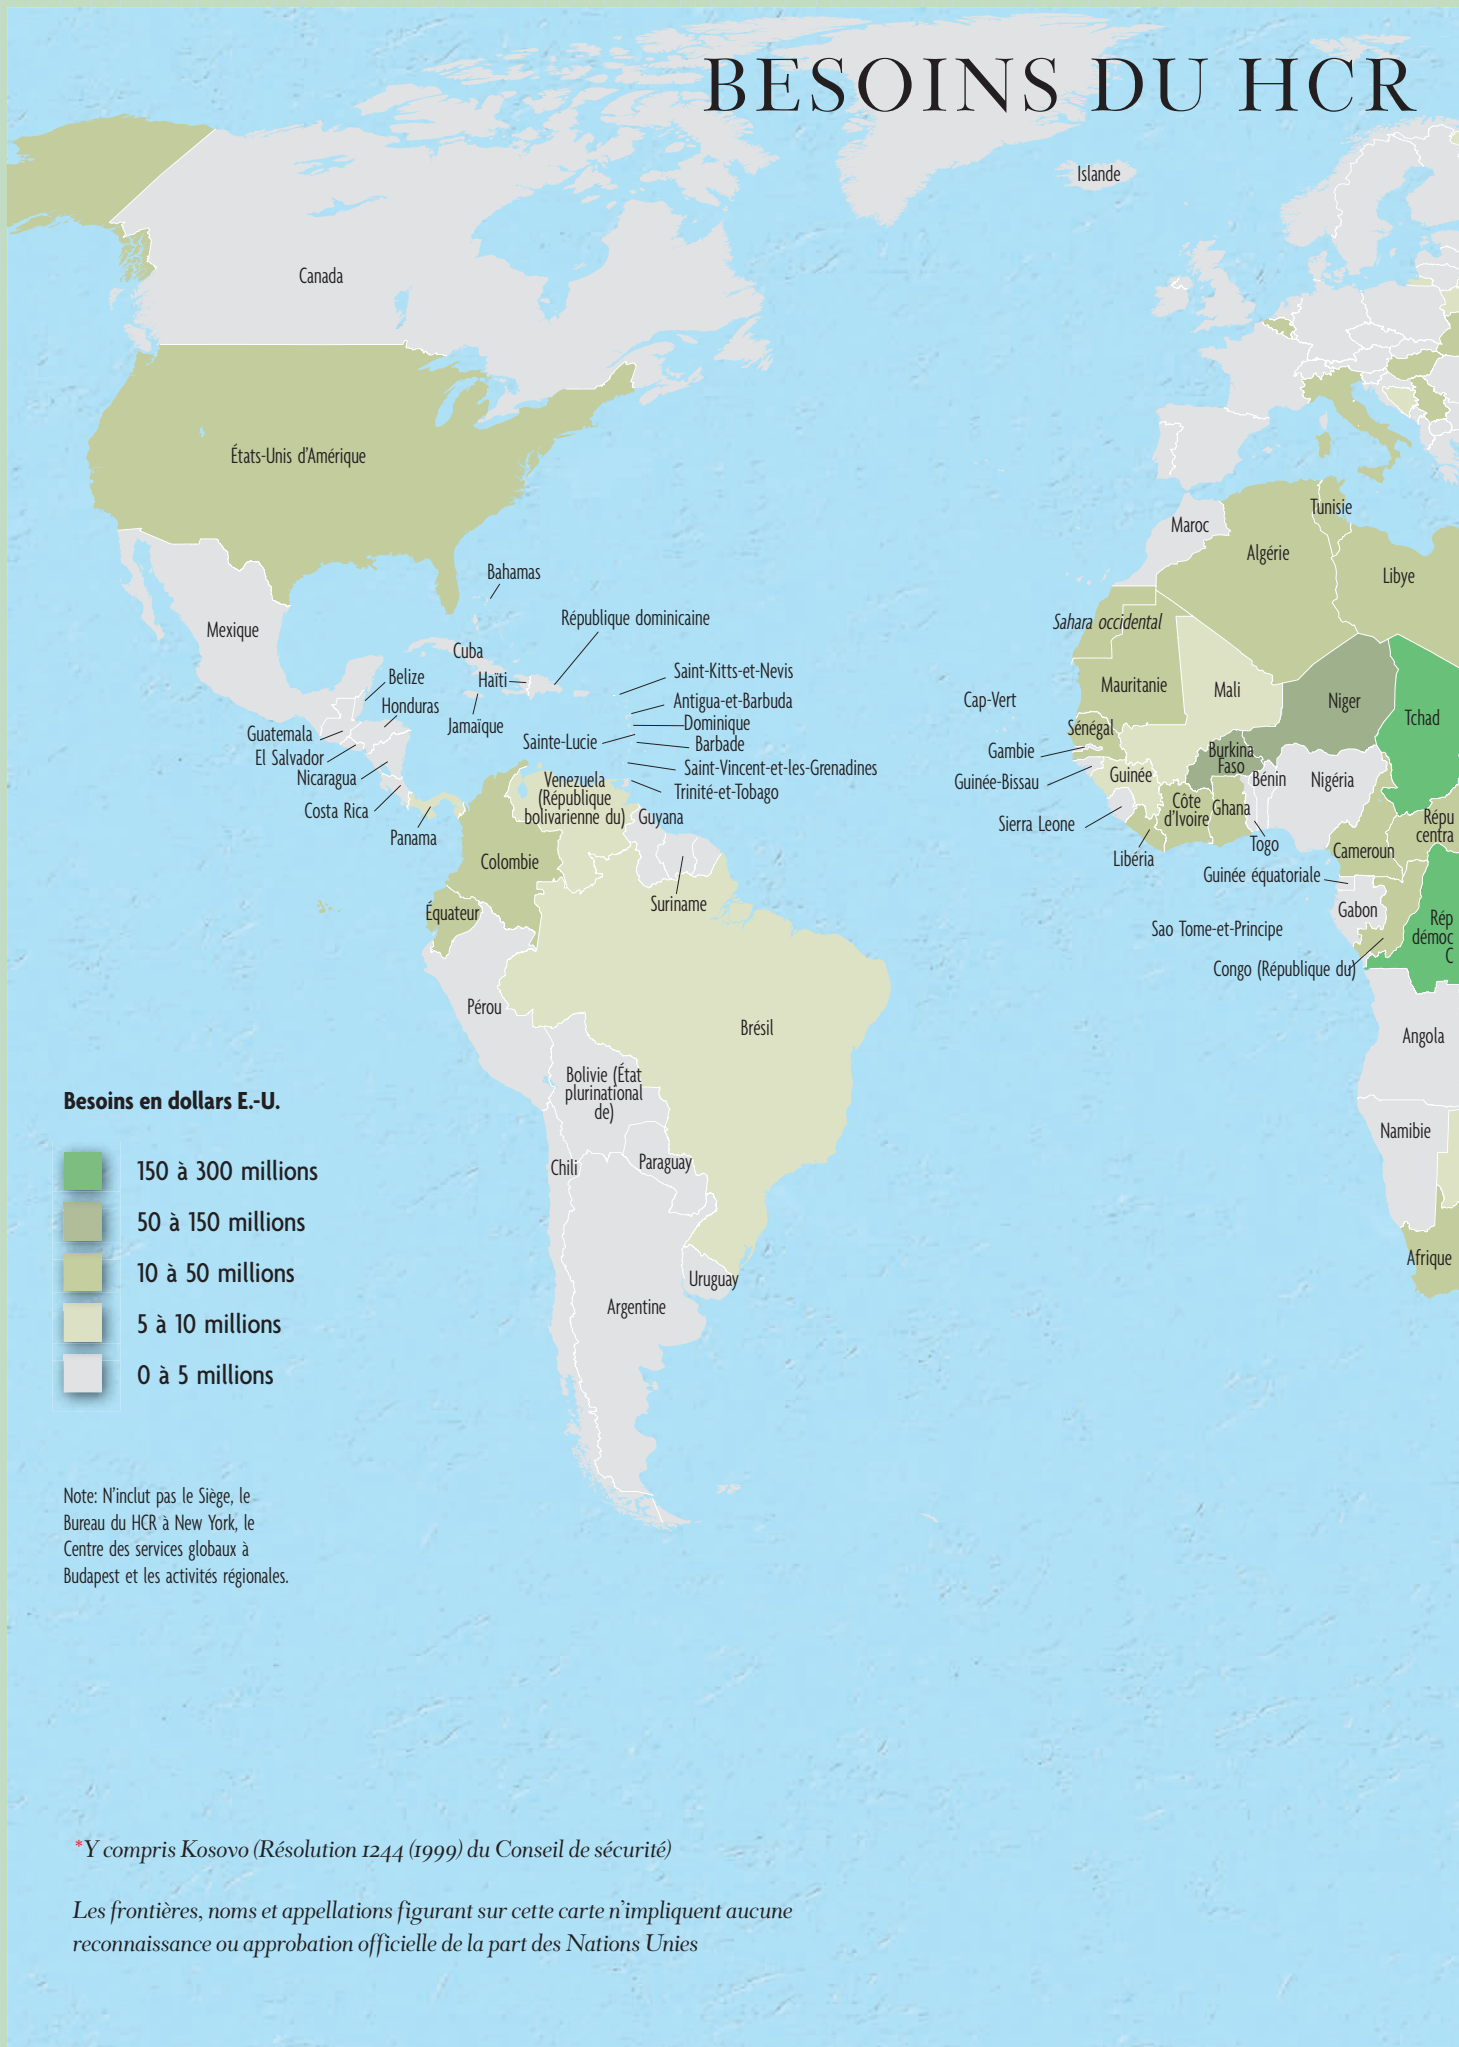 BESOINS DU HCR
Islande
Canada
États-Unis d'Amérique
Tunisie
Maroc
Algérie
Libye
Bahamas
République dominicaine
Sahara occidental
Mexique
Cuba
Belize
Haïti
Saint-Kitts-et-Nevis
Mauritanie
Mali
Niger
Tchad
Cap-Vert
Honduras
Antigua-et-Barbuda
Jamaïque
Dominique
Sénégal
Guatemala
Sainte-Lucie
Barbade
Gambie
Burkina
Faso
El Salvador
Saint-Vincent-et-les-Grenadines
Nicaragua
Venezuela
(République
bolivarienne du)
Trinité-et-Tobago
Guinée-Bissau
Guinée
Bénin
Nigéria
Costa Rica
Guyana
Côte
d'Ivoire
Ghana
Panama
Sierra Leone
Libéria
Togo
Répu
centra
Cameroun
Colombie
Guinée équatoriale
Suriname
Équateur
Gabon
Sao Tome-et-Principe
Rép
démoc
C
Congo (République du)
Pérou
Brésil
Angola
Bolivie (État
plurinational
de)
Namibie
Chili
Paraguay
Uruguay
Afrique
Argentine
Besoins en dollars E.-U.
150 à 300 millions
50 à 150 millions
10 à 50 millions
5 à 10 millions
0 à 5 millions
Note: N'inclut pas le Siège, le
Bureau du HCR à New York, le
Centre des services globaux à
Budapest et les activités régionales.
*Y compris Kosovo (Résolution 1244 (1999) du Conseil de sécurité)
Les frontières, noms et appellations figurant sur cette carte n'impliquent aucune
reconnaissance ou approbation officielle de la part des Nations Unies